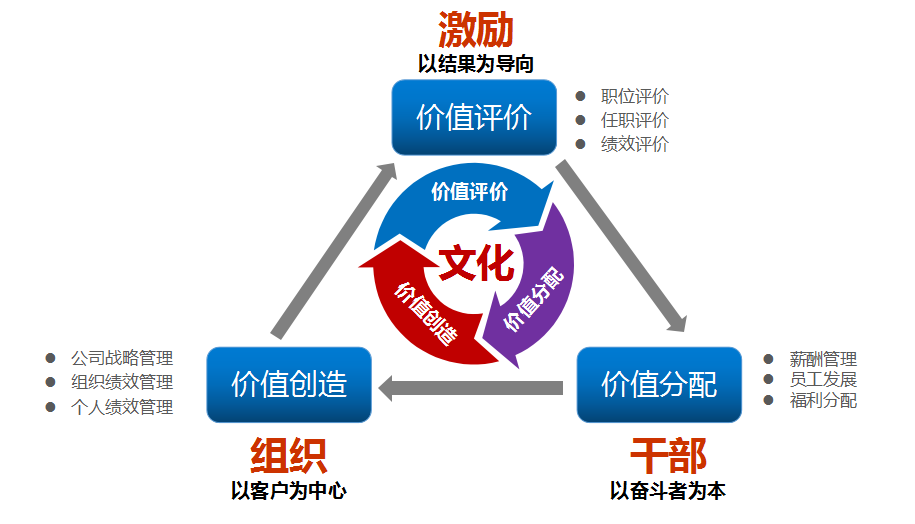 激励
以结果为导向
价值评价
● 职位评价
● 任职评价
● 绩效评价
价值评价
文化
价值分配
价值创造
● 公司战略管理
● 组织绩效管理
● 个人绩效管理
价值创造
价值分配
● 薪酬管理
● 员工发展
● 福利分配
组织
以客户为中心
干部
以奋斗者为本